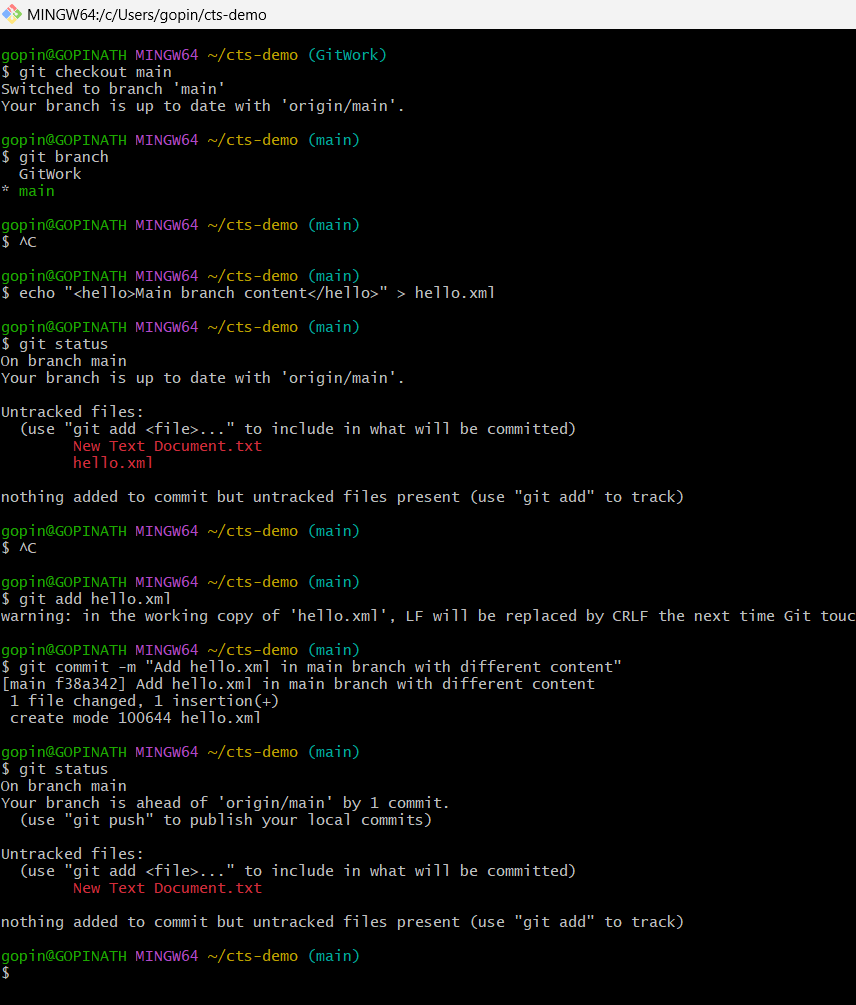 MINGW64:/c/Users/gopin/cts-demo
gopin@GOPINATH MINGW64 ~/cts-demo (GitWork)
$ git checkout main
Switched to branch 'main'
Your branch is up to date with 'origin/main'.
gopin@GOPINATH MINGW64 ~/cts-demo (main)
$ git branch
  GitWork
* main
gopin@GOPINATH MINGW64 ~/cts-demo (main)
$ ^C
gopin@GOPINATH MINGW64 ~/cts-demo (main)
$ echo "<hello>Main branch content</hello>" > hello.xml
gopin@GOPINATH MINGW64 ~/cts-demo (main)
$ git status
On branch main
Your branch is up to date with 'origin/main'.
Untracked files:
  (use "git add <file>..." to include in what will be committed)
        New Text Document.txt
        hello.xml
nothing added to commit but untracked files present (use "git add" to track)
gopin@GOPINATH MINGW64 ~/cts-demo (main)
$ ^C
gopin@GOPINATH MINGW64 ~/cts-demo (main)
$ git add hello.xml
warning: in the working copy of 'hello.xml', LF will be replaced by CRLF the next time Git touc
gopin@GOPINATH MINGW64 ~/cts-demo (main)
$ git commit -m "Add hello.xml in main branch with different content"
[main f38a342] Add hello.xml in main branch with different content
 1 file changed, 1 insertion(+)
 create mode 100644 hello.xml
gopin@GOPINATH MINGW64 ~/cts-demo (main)
$ git status
On branch main
Your branch is ahead of 'origin/main' by 1 commit.
  (use "git push" to publish your local commits)
Untracked files:
  (use "git add <file>..." to include in what will be committed)
        New Text Document.txt
nothing added to commit but untracked files present (use "git add" to track)
gopin@GOPINATH MINGW64 ~/cts-demo (main)
$